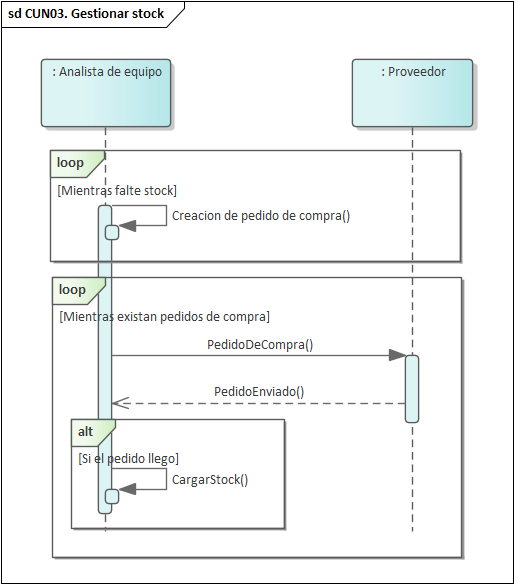 sd CUN03. Gestionar stock
: Analista de equipo
: Proveedor
loop
[Mientras falte stock]
Creacion de pedido de compra()
loop
[Mientras existan pedidos de compra]
PedidoDeCompra()
PedidoEnviado()
alt
[Si el pedido llego]
CargarStock()